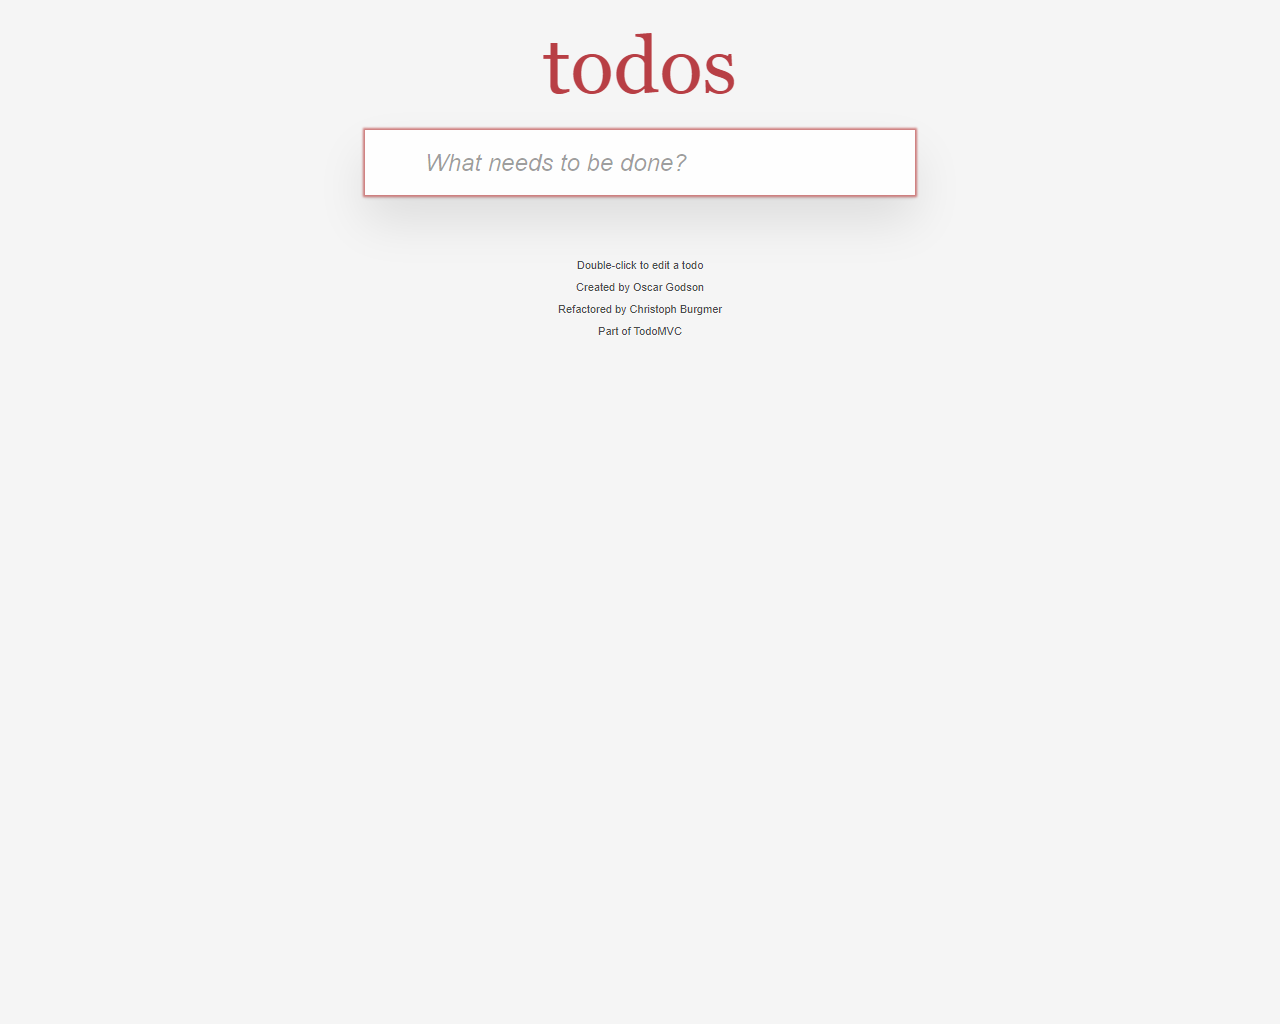 todos
What needs to be done?
Double-click to edit a todo
Created by Oscar Godson
Refactored by Christoph Burgmer
Part of TodoMVC